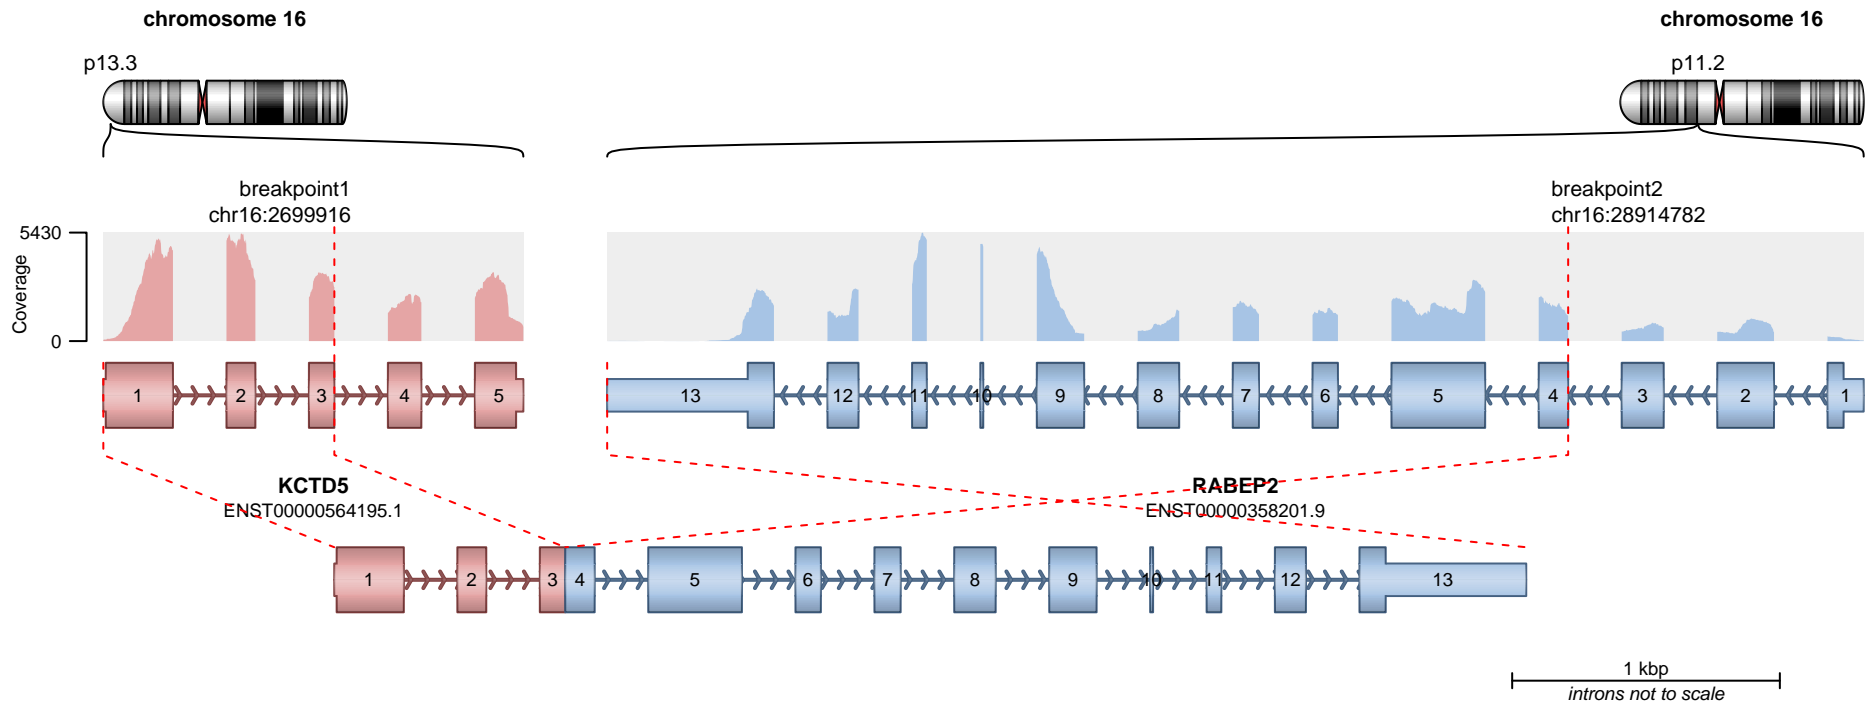 chromosome 16
chromosome 16
p13.3
p11.2
breakpoint1
chr16:2699916
breakpoint2
chr16:28914782
5430
0
Coverage
1 2 3 4 5
13 12 11 10 9 8 7 6 5 4 3 2 1
KCTD5
ENST00000564195.1
RABEP2
ENST00000358201.9
1 2 3 4 5 6 7 8 9 10 11 12 13
1 kbp
introns not to scale